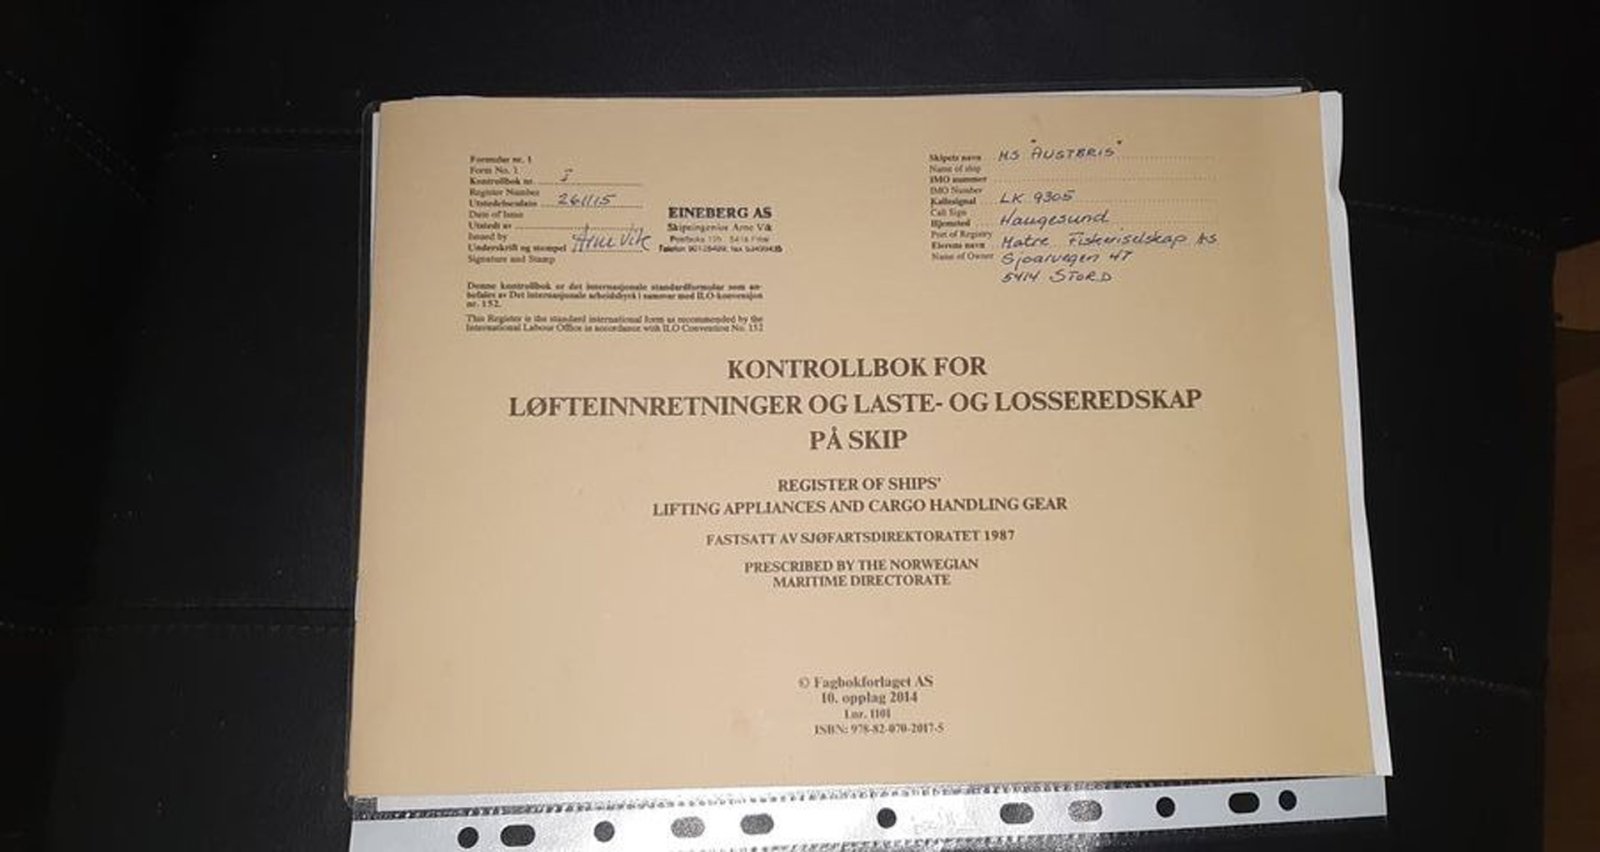 Formular nr. 1
Form No. 1
Kontrollbok nr. I
Register Number
Utstedelsesdato 261115
Date of Issue
Utstedt av
Issued by
Underskrift og stempel Arne Vik
Signature and Stamp
EINEBERG AS
Skipsingeniør Arne Vik
Denne kontrollbok er det internasjonale standardformular som an-
befales av Det internasjonale arbeidsbyrå i samsvar med ILO-konvensjon
nr. 152.
This Register is the standard international form as recommended by the
International Labour Office in accordance with ILO Convention No. 152
Skipets navn MS "AUSTBRIS"
Name of ship
IMO nummer
IMO Number
Kallesignal LK 9305
Call Sign
Hjemsted Haugesund
Port of Registry
Eierens navn Matre Fiskeriselskap AS
Name of Owner Sjoarvegen 47
5414 STORD
KONTROLLBOK FOR
LØFTEINNRETNINGER OG LASTE- OG LOSSEREDSKAP
PÅ SKIP
REGISTER OF SHIPS'
LIFTING APPLIANCES AND CARGO HANDLING GEAR
FASTSATT AV SJØFARTSDIREKTORATET 1987
PRESCRIBED BY THE NORWEGIAN
MARITIME DIRECTORATE
© Fagbokforlaget AS
10. opplag 2014
Lnr. 1101
ISBN: 978-82-070-2017-5